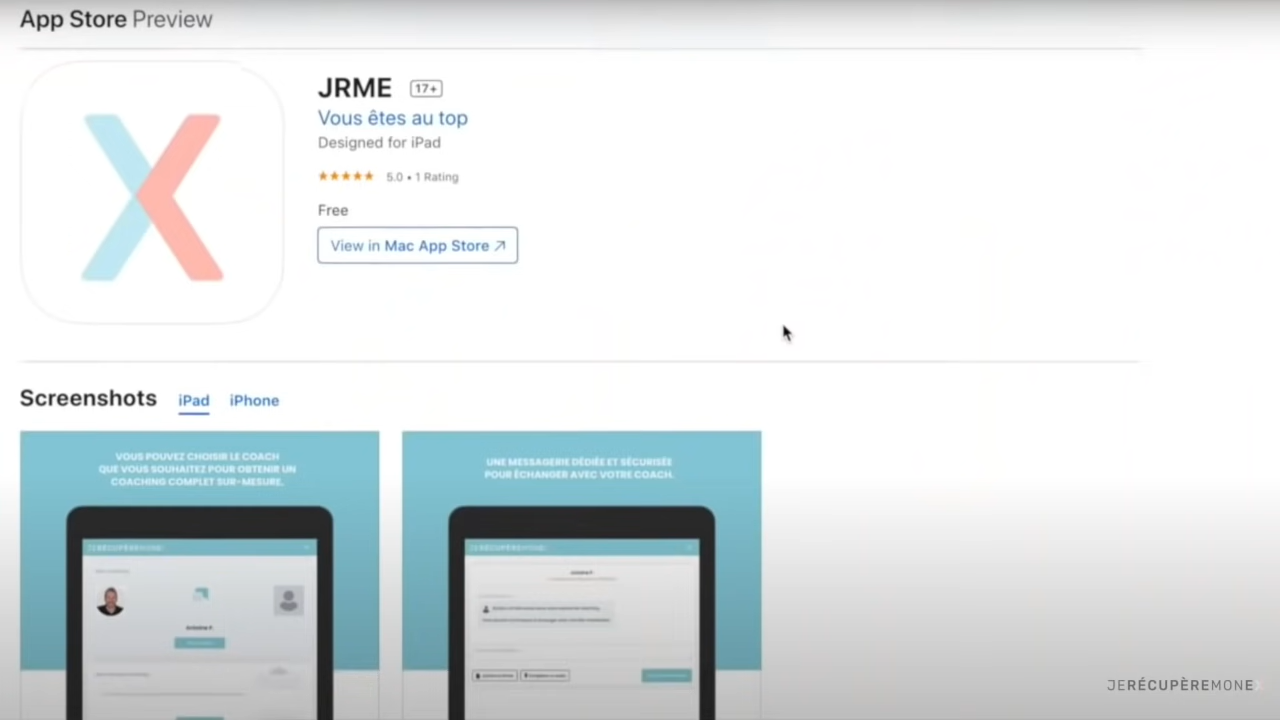 App Store Preview
JRME 17+
Vous êtes au top
Designed for iPad
5.0 • 1 Rating
Free
View in Mac App Store
Screenshots iPad iPhone
VOUS POUVEZ CHOISIR LE COACH
QUE VOUS SOUHAITEZ POUR OBTENIR UN
COACHING COMPLET SUR-MESURE.
UNE MESSAGERIE DÉDIÉE ET SÉCURISÉE
POUR ÉCHANGER AVEC VOTRE COACH.
JERÉCUPÈREMONEX
Antoine P.
JERÉCUPÈREMONE